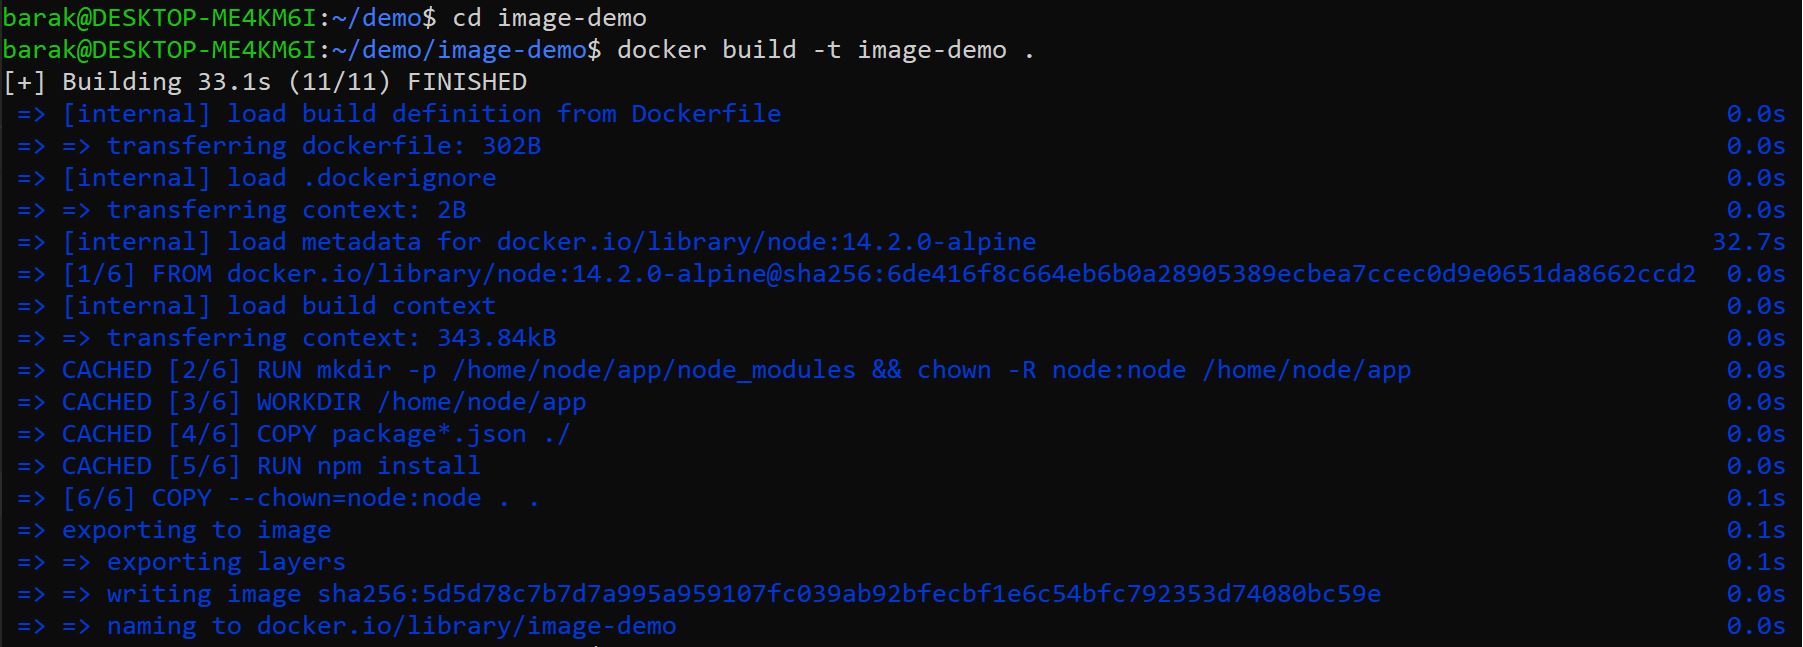 barak@DESKTOP-ME4KM6I:~/demo$ cd image-demo
barak@DESKTOP-ME4KM6I:~/demo/image-demo$ docker build -t image-demo .
[+] Building 33.1s (11/11) FINISHED
=> [internal] load build definition from Dockerfile 0.0s
=> => transferring dockerfile: 302B 0.0s
=> [internal] load .dockerignore 0.0s
=> => transferring context: 2B 0.0s
=> [internal] load metadata for docker.io/library/node:14.2.0-alpine 32.7s
=> [1/6] FROM docker.io/library/node:14.2.0-alpine@sha256:6de416f8c664eb6b0a28905389ecbea7ccec0d9e0651da8662ccd2 0.0s
=> [internal] load build context 0.0s
=> => transferring context: 343.84kB 0.0s
=> CACHED [2/6] RUN mkdir -p /home/node/app/node_modules && chown -R node:node /home/node/app 0.0s
=> CACHED [3/6] WORKDIR /home/node/app 0.0s
=> CACHED [4/6] COPY package*.json ./ 0.0s
=> CACHED [5/6] RUN npm install 0.0s
=> [6/6] COPY --chown=node:node . . 0.1s
=> exporting to image 0.1s
=> => exporting layers 0.1s
=> => writing image sha256:5d5d78c7b7d7a995a959107fc039ab92bfecbf1e6c54bfc792353d74080bc59e 0.0s
=> => naming to docker.io/library/image-demo 0.0s